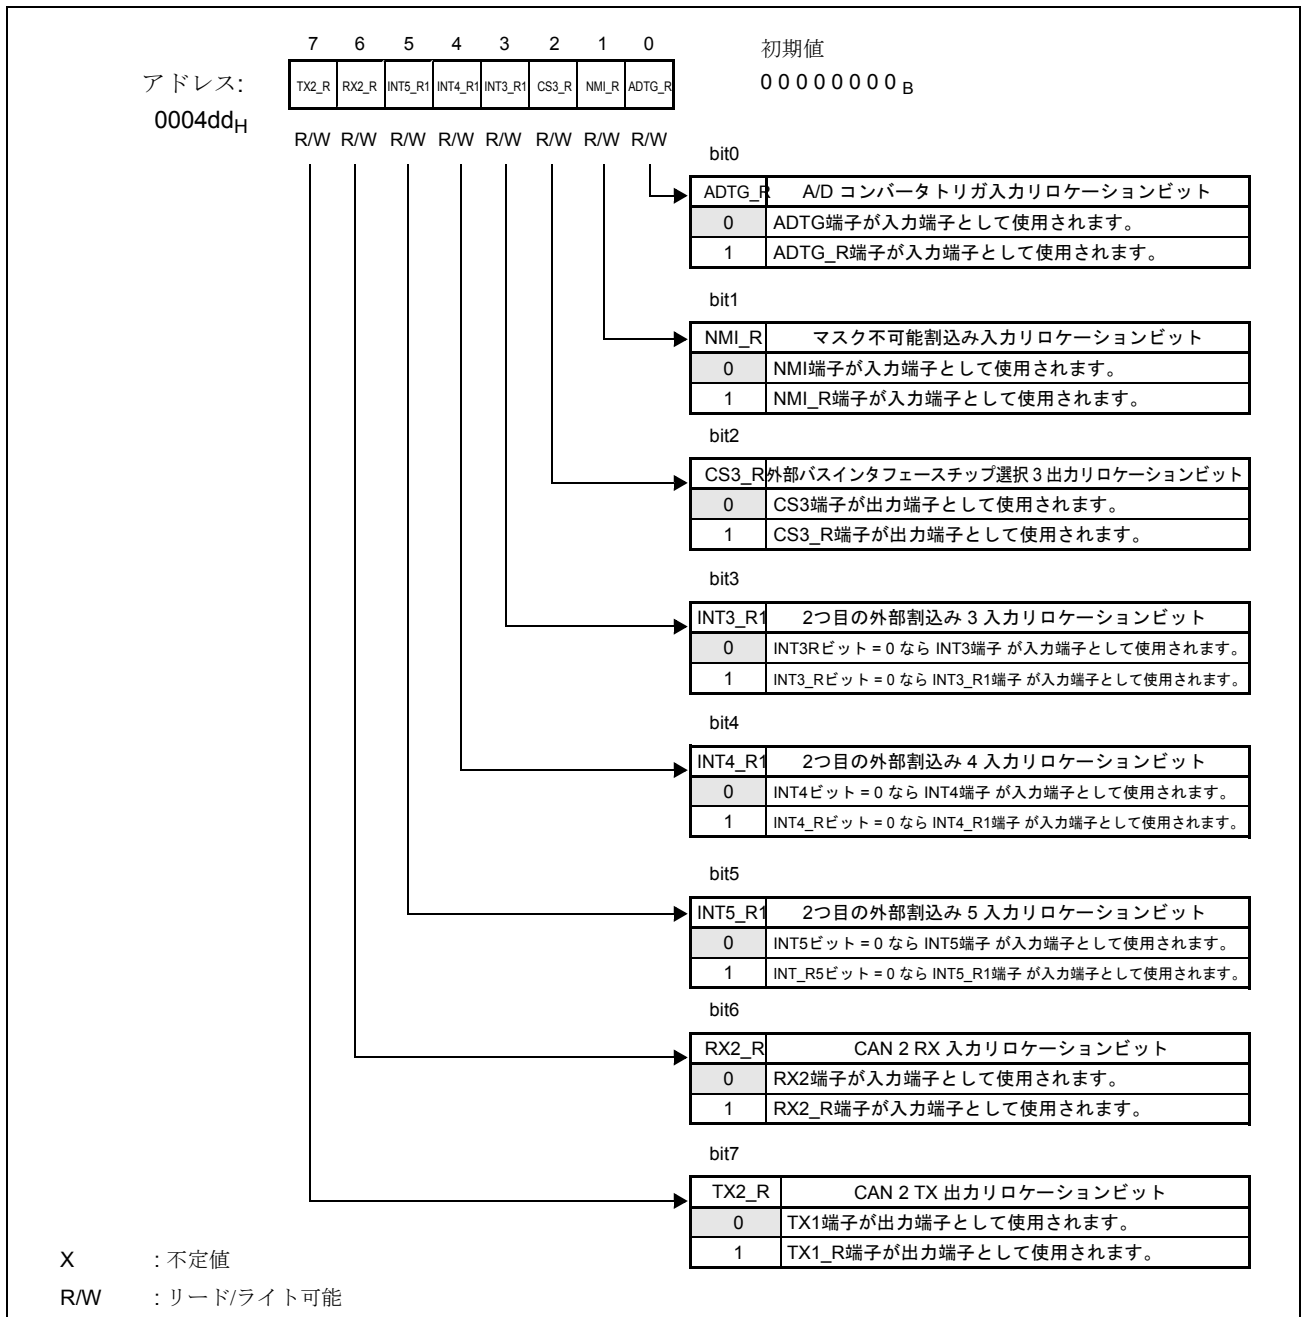 7 6 5 4 3 2 1 0
初期値
アドレス:
TX2_R RX2_R INT5_R1 INT4_R1 INT3_R1 CS3_R NMI_R ADTG_R
0 0 0 0 0 0 0 0 B
0004ddH
R/W R/W R/W R/W R/W R/W R/W R/W
bit0
ADTG_R A/D コンバータトリガ入力リロケーションビット
0 ADTG端子が入力端子として使用されます。
1 ADTG_R端子が入力端子として使用されます。
bit1
NMI_R マスク不可能割込み入力リロケーションビット
0 NMI端子が入力端子として使用されます。
1 NMI_R端子が入力端子として使用されます。
bit2
CS3_R 外部バスインタフェースチップ選択 3 出力リロケーションビット
0 CS3端子が出力端子として使用されます。
1 CS3_R端子が出力端子として使用されます。
bit3
INT3_R1 2つ目の外部割込み 3 入力リロケーションビット
0 INT3Rビット = 0 なら INT3端子 が入力端子として使用されます。
1 INT3_Rビット = 0 なら INT3_R1端子 が入力端子として使用されます。
bit4
INT4_R1 2つ目の外部割込み 4 入力リロケーションビット
0 INT4ビット = 0 なら INT4端子 が入力端子として使用されます。
1 INT4_Rビット = 0 なら INT4_R1端子 が入力端子として使用されます。
bit5
INT5_R1 2つ目の外部割込み 5 入力リロケーションビット
0 INT5ビット = 0 なら INT5端子 が入力端子として使用されます。
1 INT_R5ビット = 0 なら INT5_R1端子 が入力端子として使用されます。
bit6
RX2_R CAN 2 RX 入力リロケーションビット
0 RX2端子が入力端子として使用されます。
1 RX2_R端子が入力端子として使用されます。
bit7
TX2_R CAN 2 TX 出力リロケーションビット
0 TX1端子が出力端子として使用されます。
1 TX1_R端子が出力端子として使用されます。
X : 不定値
R/W : リード/ライト可能